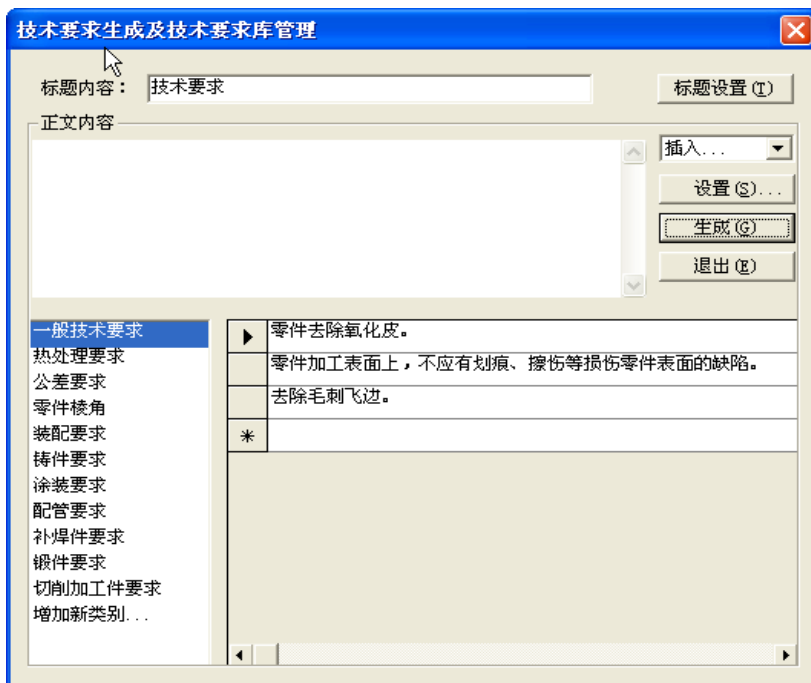 技术要求生成及技术要求库管理
标题内容： 技术要求 标题设置(T)
正文内容
插入...
设置(S)...
生成(G)
退出(E)
一般技术要求
热处理要求
公差要求
零件棱角
装配要求
铸件要求
涂装要求
配管要求
补焊件要求
锻件要求
切削加工件要求
增加新类别...
零件去除氧化皮。
零件加工表面上，不应有划痕、擦伤等损伤零件表面的缺陷。
去除毛刺飞边。